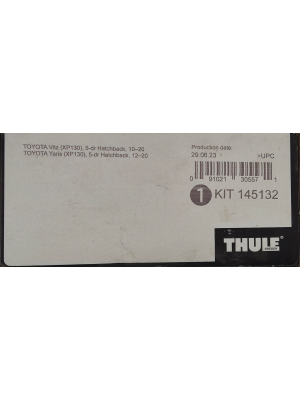 TOYOTA Vitz (XP130), 5-dr Hatchback, 10–20
TOYOTA Yaris (XP130), 5-dr Hatchback, 12–20
Production date:
29.06.23
>UPC
0 91021 30557 1
1 KIT 145132
THULE
SWEDEN